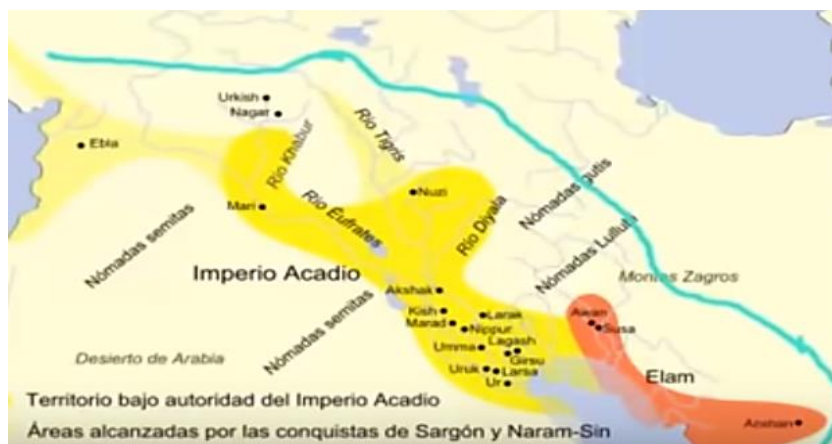 Urkish
Nagar
Ebla
Río Khabur
Río Tigris
Nuzi
Mari
Río Éufrates
Río Diyala
Nómadas gutis
Nómadas semitas
Nómadas Lullubi
Imperio Acadio
Montes Zagros
Akshak
Kish
Marad
Larak
Nippur
Awan
Susa
Nómadas semitas
Umma
Lagash
Girsu
Desierto de Arabia
Uruk
Larsa
Ur
Elam
Anshan
Territorio bajo autoridad del Imperio Acadio
Áreas alcanzadas por las conquistas de Sargón y Naram-Sin